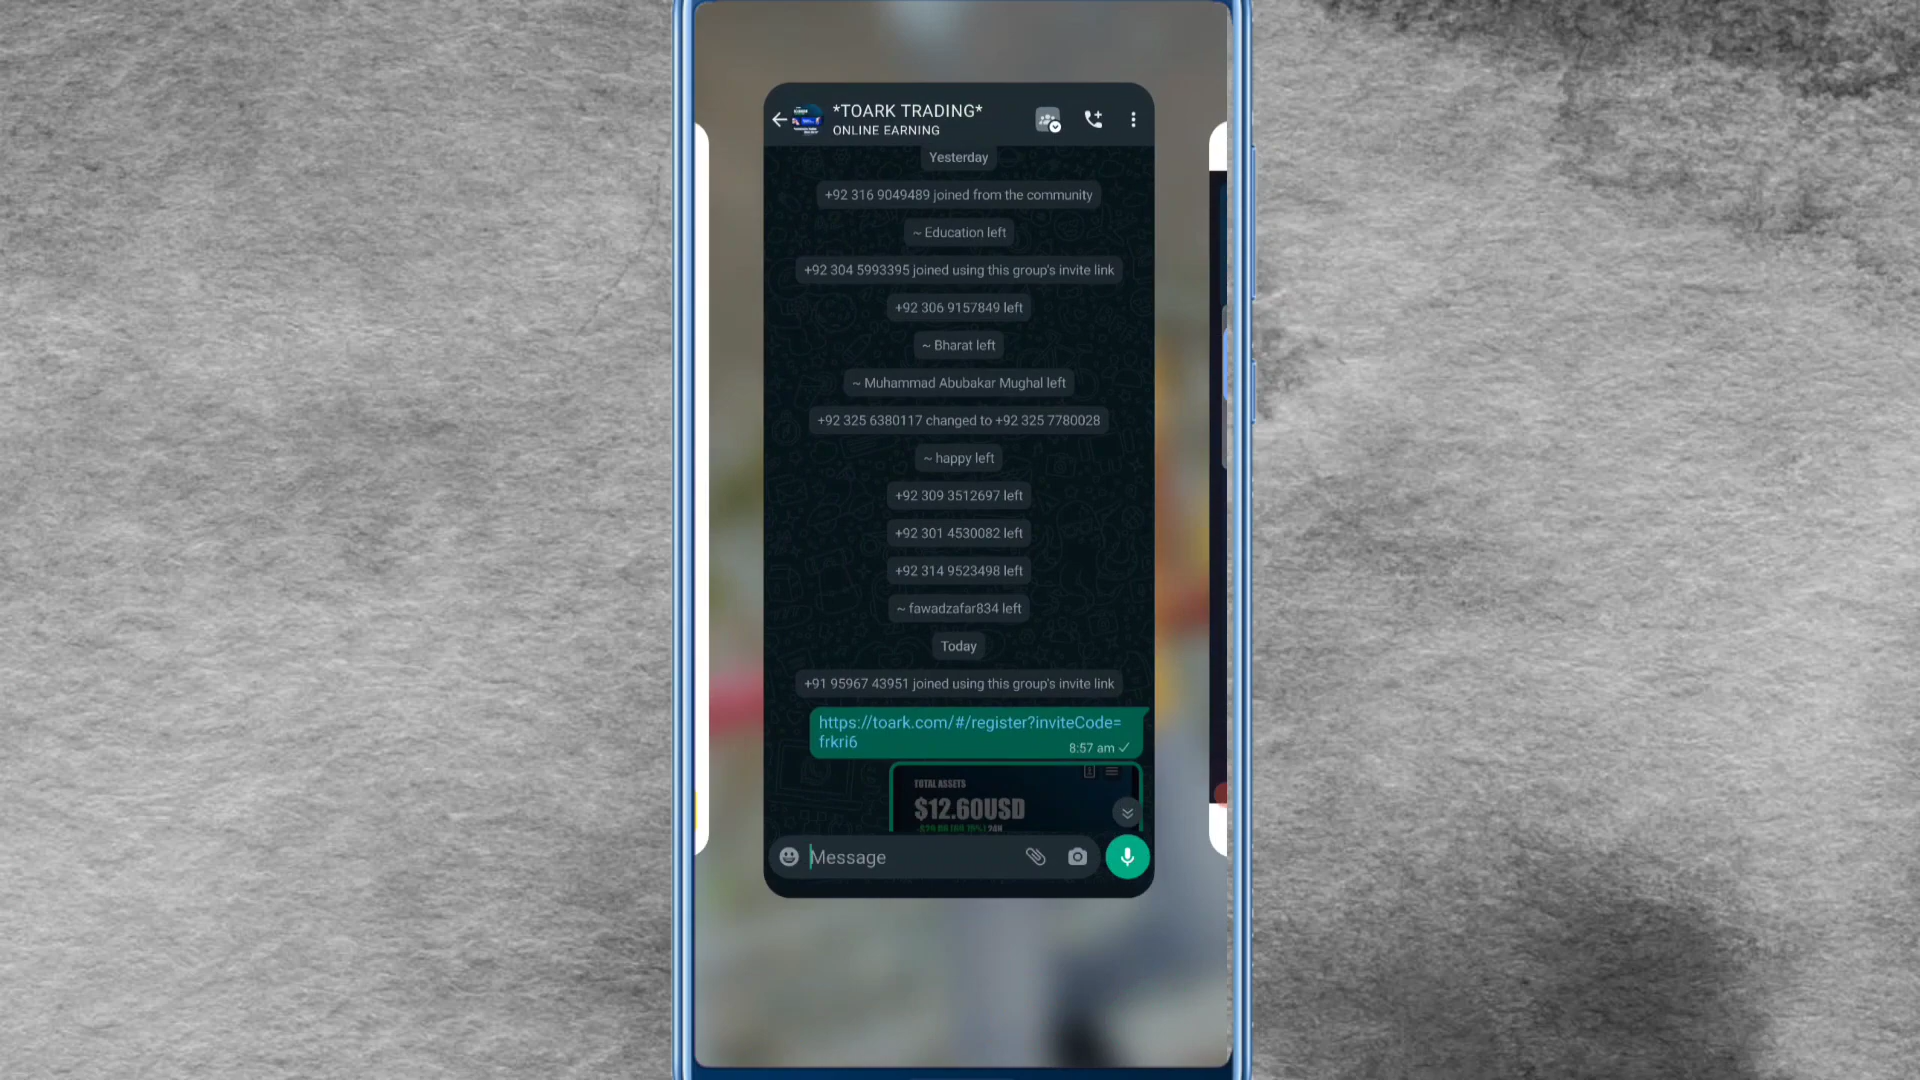 *TOARK TRADING*
ONLINE EARNING
Yesterday
+92 316 9049489 joined from the community
~ Education left
+92 304 5993395 joined using this group's invite link
+92 306 9157849 left
~ Bharat left
~ Muhammad Abubakar Mughal left
+92 325 6380117 changed to +92 325 7780028
~ happy left
+92 309 3512697 left
+92 301 4530082 left
+92 314 9523498 left
~ fawadzafar834 left
Today
+91 95967 43951 joined using this group's invite link
https://toark.com/#/register?inviteCode=
frkri6
8:57 am
TOTAL ASSETS
$12.60USD
Message